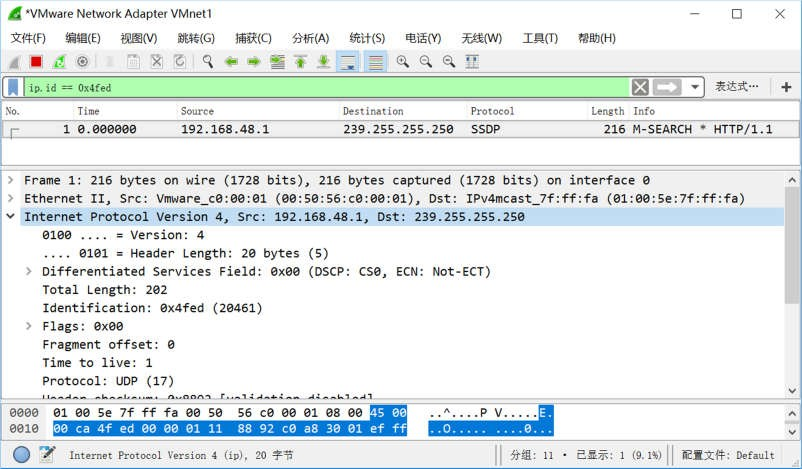 *VMware Network Adapter VMnet1
文件(F) 编辑(E) 视图(V) 跳转(G) 捕获(C) 分析(A) 统计(S) 电话(Y) 无线(W) 工具(T) 帮助(H)
ip.id == 0x4fed 表达式…
No. Time Source Destination Protocol Length Info
1 0.000000 192.168.48.1 239.255.255.250 SSDP 216 M-SEARCH * HTTP/1.1
Frame 1: 216 bytes on wire (1728 bits), 216 bytes captured (1728 bits) on interface 0
Ethernet II, Src: Vmware_c0:00:01 (00:50:56:c0:00:01), Dst: IPv4mcast_7f:ff:fa (01:00:5e:7f:ff:fa)
Internet Protocol Version 4, Src: 192.168.48.1, Dst: 239.255.255.250
0100 .... = Version: 4
.... 0101 = Header Length: 20 bytes (5)
Differentiated Services Field: 0x00 (DSCP: CS0, ECN: Not-ECT)
Total Length: 202
Identification: 0x4fed (20461)
Flags: 0x00
Fragment offset: 0
Time to live: 1
Protocol: UDP (17)
Header checksum: 0x8892 [validation disabled]
0000 01 00 5e 7f ff fa 00 50 56 c0 00 01 08 00 45 00 ..^....P V.....E.
0010 00 ca 4f ed 00 00 01 11 88 92 c0 a8 30 01 ef ff ..O..... ....0...
Internet Protocol Version 4 (ip), 20 字节 分组: 11 · 已显示: 1 (9.1%) 配置文件: Default